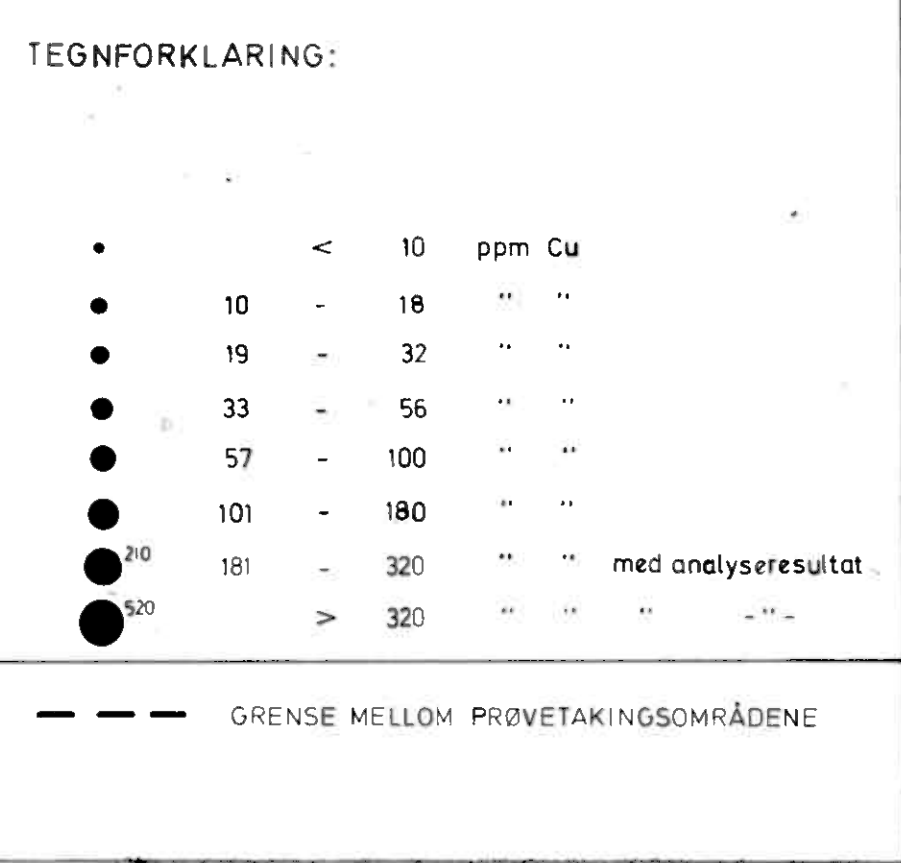 TEGNFORKLARING:
< 10 ppm Cu
10 - 18 " "
19 - 32 " "
33 - 56 " "
57 - 100 " "
101 - 180 " "
210 181 - 320 " " med analyseresultat
520 > 320 " " " - " -
GRENSE MELLOM PRØVETAKINGSOMRÅDENE